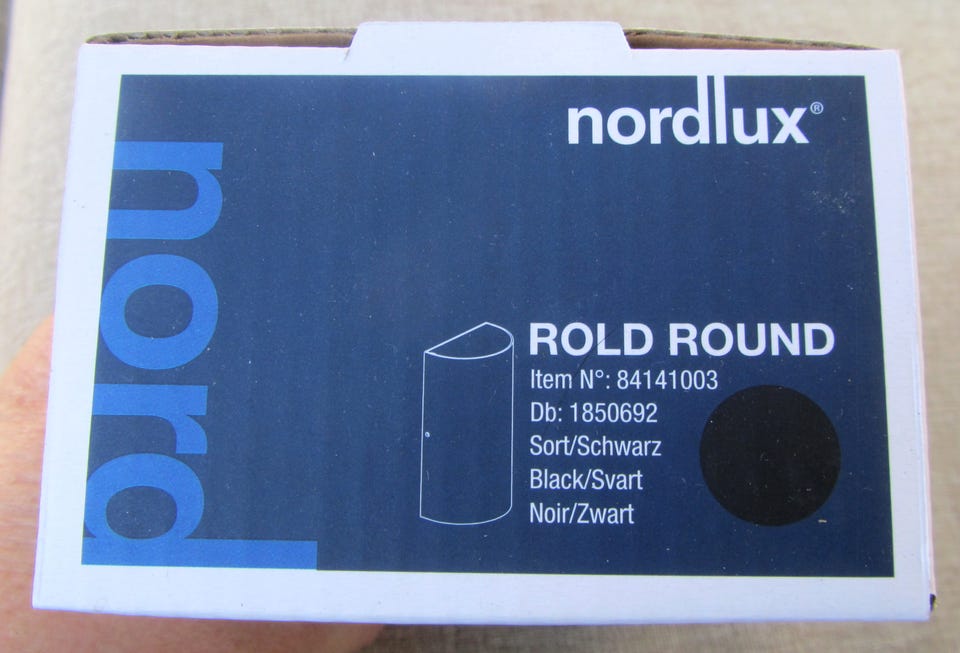 nordlux®
nord
ROLD ROUND
Item N°: 84141003
Db: 1850692
Sort/Schwarz
Black/Svart
Noir/Zwart